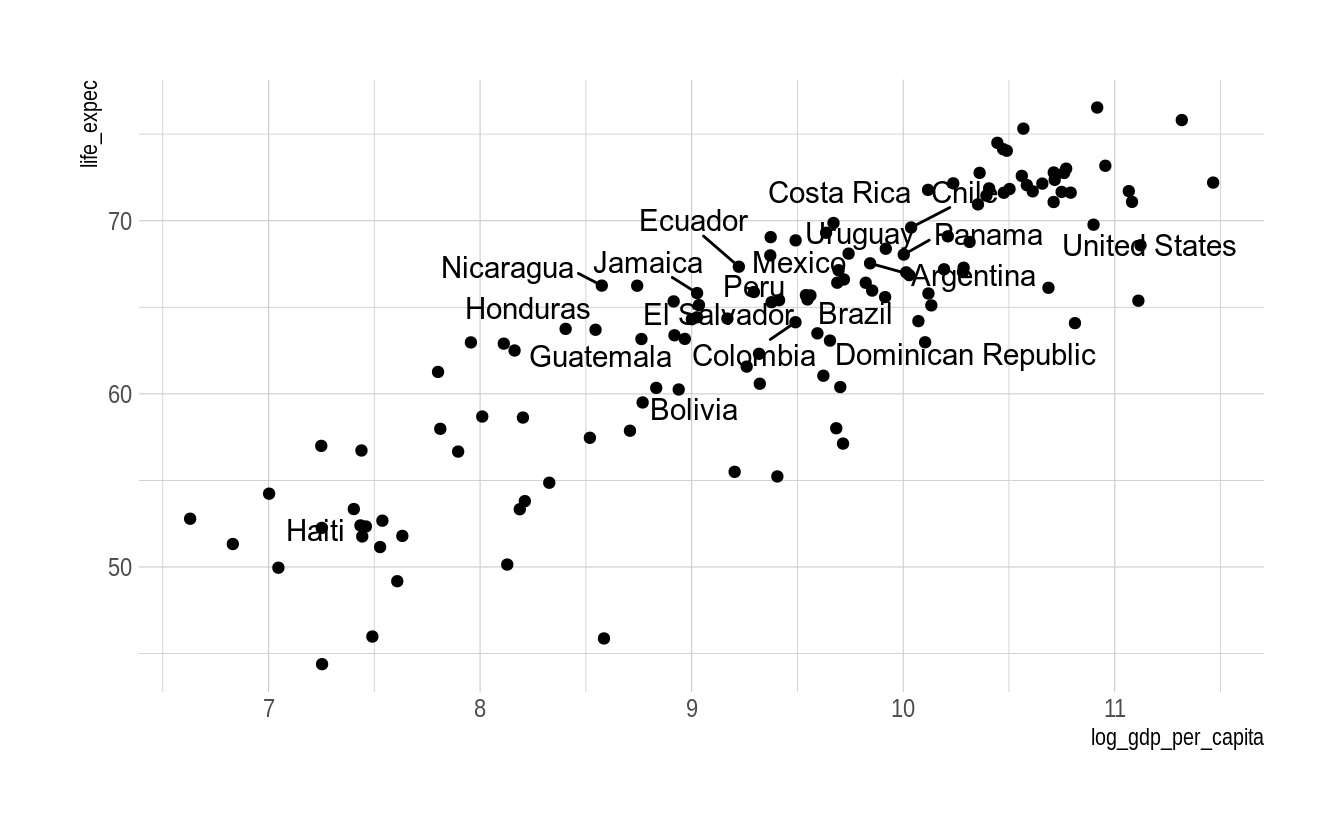 life_expec
70
60
50
Costa Rica
Chile
Ecuador
Uruguay
Panama
United States
Nicaragua
Jamaica
Mexico
Argentina
Peru
Honduras
El Salvador
Brazil
Guatemala
Colombia
Dominican Republic
Bolivia
Haiti
7
8
9
10
11
log_gdp_per_capita